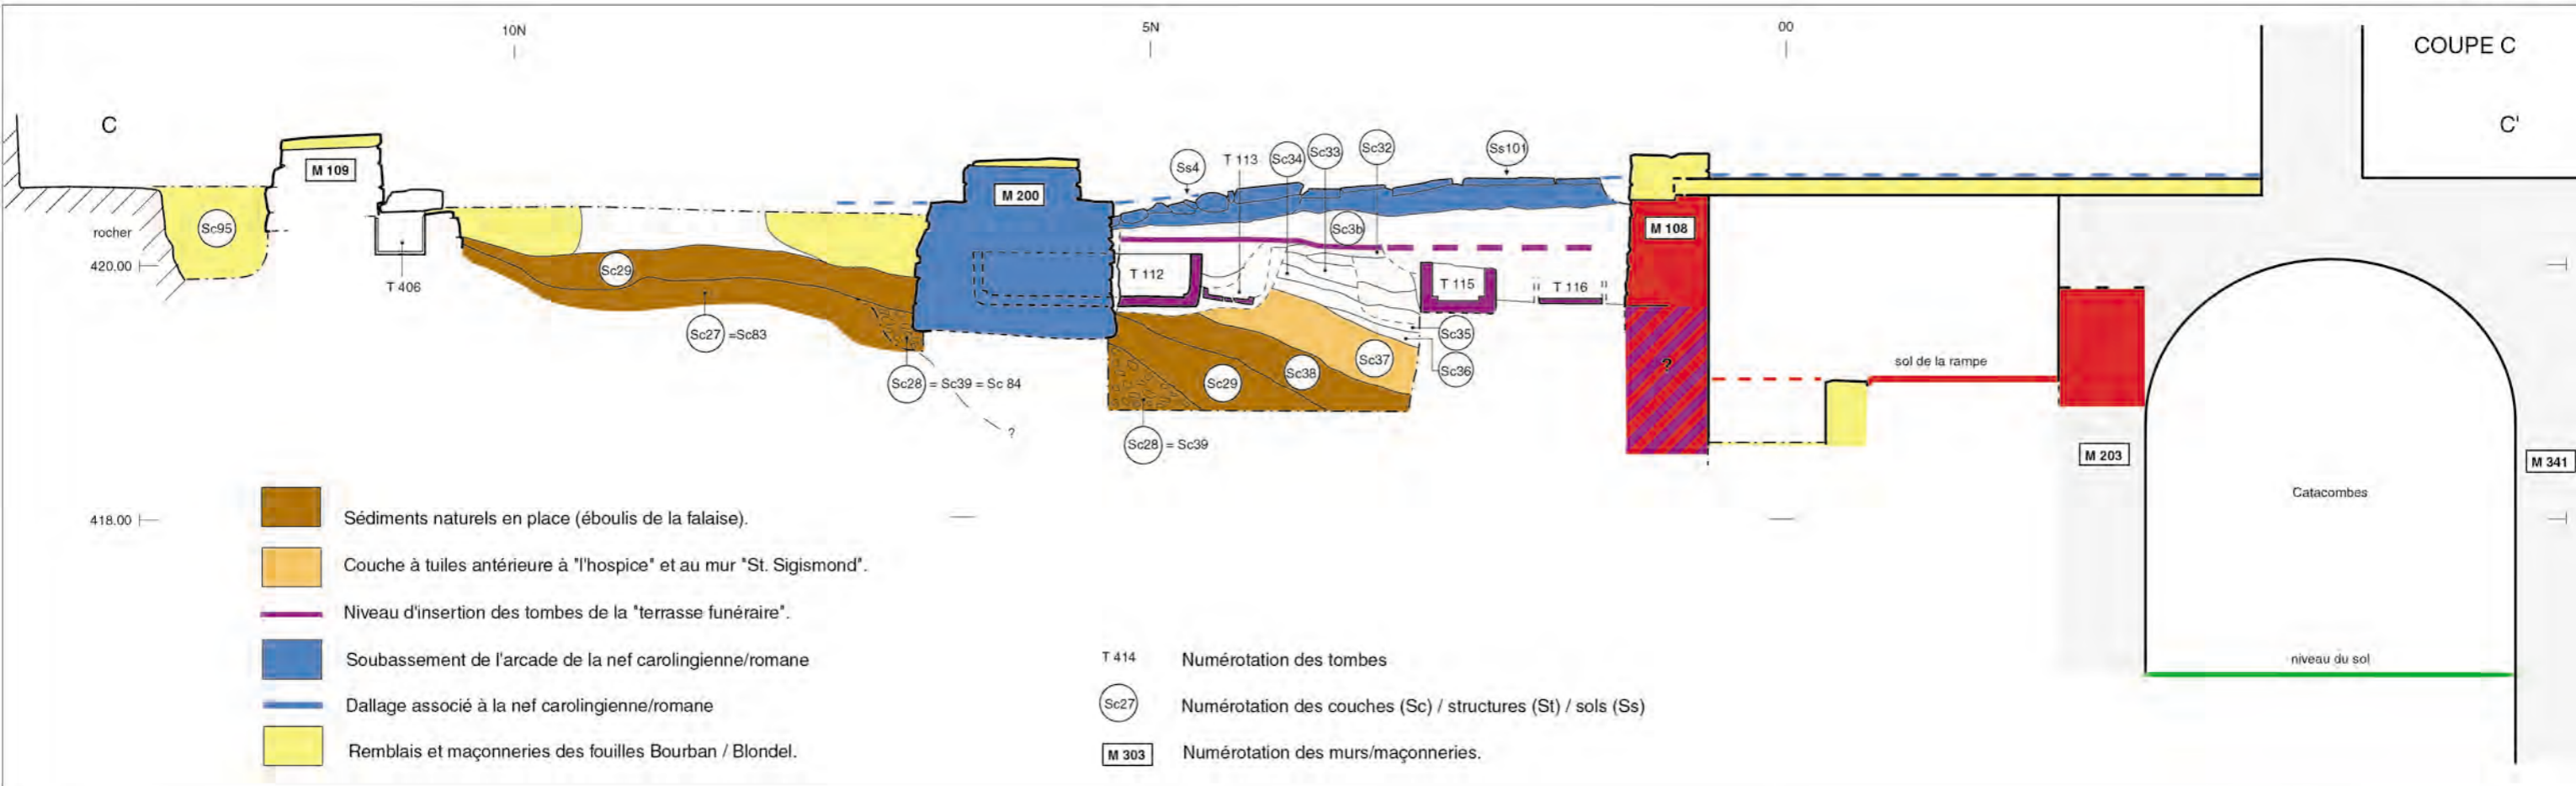 10N
5N
00
COUPE C
C
C'
M 109
Sc95
rocher
420.00
T 406
Sc29
Sc27 =Sc83
Sc28 = Sc39 = Sc 84
?
M 200
Ss4
T 113
Sc34
Sc33
Sc32
Ss101
Sc3b
T 112
T 115
T 116
M 108
?
Sc35
Sc36
Sc37
Sc38
Sc29
Sc28 = Sc39
sol de la rampe
M 203
M 341
Catacombes
niveau du sol
418.00
Sédiments naturels en place (éboulis de la falaise).
Couche à tuiles antérieure à "l'hospice" et au mur "St. Sigismond".
Niveau d'insertion des tombes de la "terrasse funéraire".
Soubassement de l'arcade de la nef carolingienne/romane
Dallage associé à la nef carolingienne/romane
Remblais et maçonneries des fouilles Bourban / Blondel.
T 414 Numérotation des tombes
Sc27 Numérotation des couches (Sc) / structures (St) / sols (Ss)
M 303 Numérotation des murs/maçonneries.